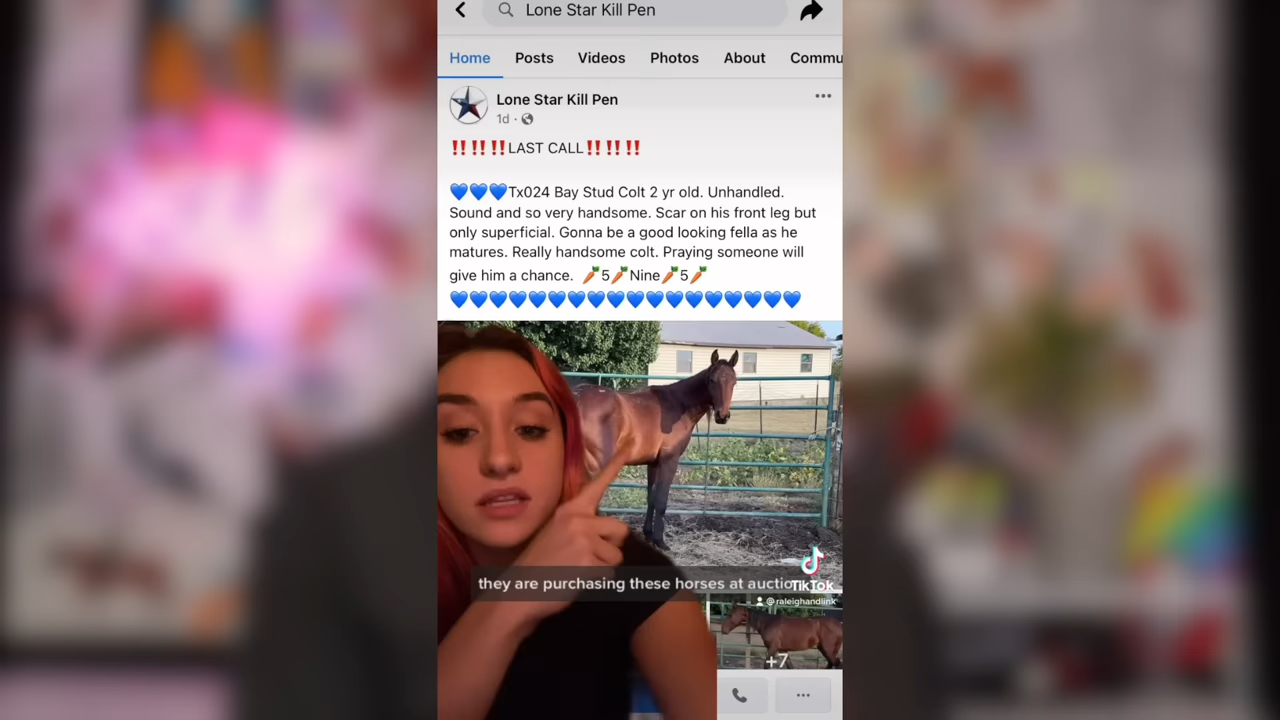 Lone Star Kill Pen
Home Posts Videos Photos About Commu
Lone Star Kill Pen
1d ·
‼️‼️‼️LAST CALL‼️‼️‼️
💙💙💙Tx024 Bay Stud Colt 2 yr old. Unhandled.
Sound and so very handsome. Scar on his front leg but
only superficial. Gonna be a good looking fella as he
matures. Really handsome colt. Praying someone will
give him a chance. 🥕5🥕Nine🥕5🥕
💙💙💙💙💙💙💙💙💙💙💙💙💙💙💙💙💙💙
they are purchasing these horses at auctio
TikTok
@raleighandlink
+7